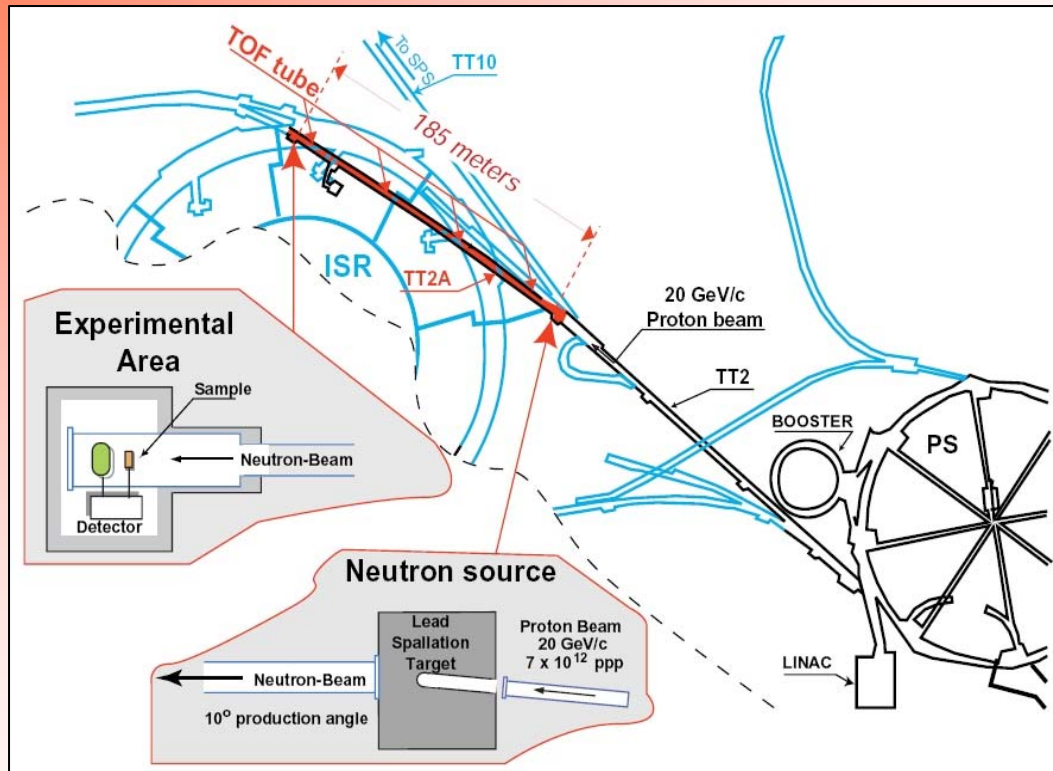 To SPS
TT10
TOF tube
185 meters
ISR
TT2A
20 GeV/c
Proton beam
TT2
BOOSTER
PS
LINAC
Experimental
Area
Sample
Neutron-Beam
Detector
Neutron source
Lead
Spallation
Target
Proton Beam
20 GeV/c
7 x 10¹² ppp
Neutron-Beam
10° production angle